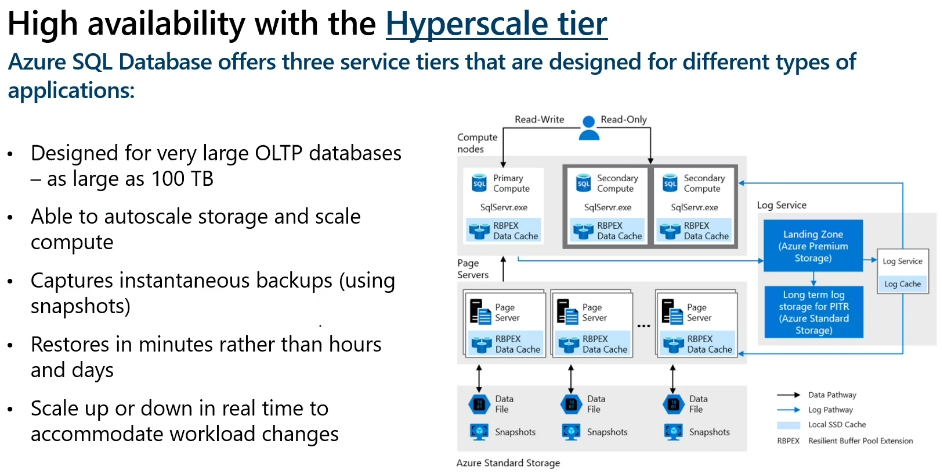 High availability with the Hyperscale tier
Azure SQL Database offers three service tiers that are designed for different types of
applications:
• Designed for very large OLTP databases
– as large as 100 TB
• Able to autoscale storage and scale
compute
• Captures instantaneous backups (using
snapshots)
• Restores in minutes rather than hours
and days
• Scale up or down in real time to
accommodate workload changes
Read-Write
Read-Only
Compute
nodes
SQL
Primary
Compute
SqlServr.exe
RBPEX
Data Cache
SQL
Secondary
Compute
SqlServr.exe
RBPEX
Data Cache
SQL
Secondary
Compute
SqlServr.exe
RBPEX
Data Cache
Log Service
Landing Zone
(Azure Premium
Storage)
Log Service
Log Cache
Long term log
storage for PITR
(Azure Standard
Storage)
Page
Servers
Page
Server
RBPEX
Data Cache
Page
Server
RBPEX
Data Cache
...
Page
Server
RBPEX
Data Cache
Data
File
Snapshots
Data
File
Snapshots
Data
File
Snapshots
Azure Standard Storage
Data Pathway
Log Pathway
Local SSD Cache
RBPEX Resilient Buffer Pool Extension